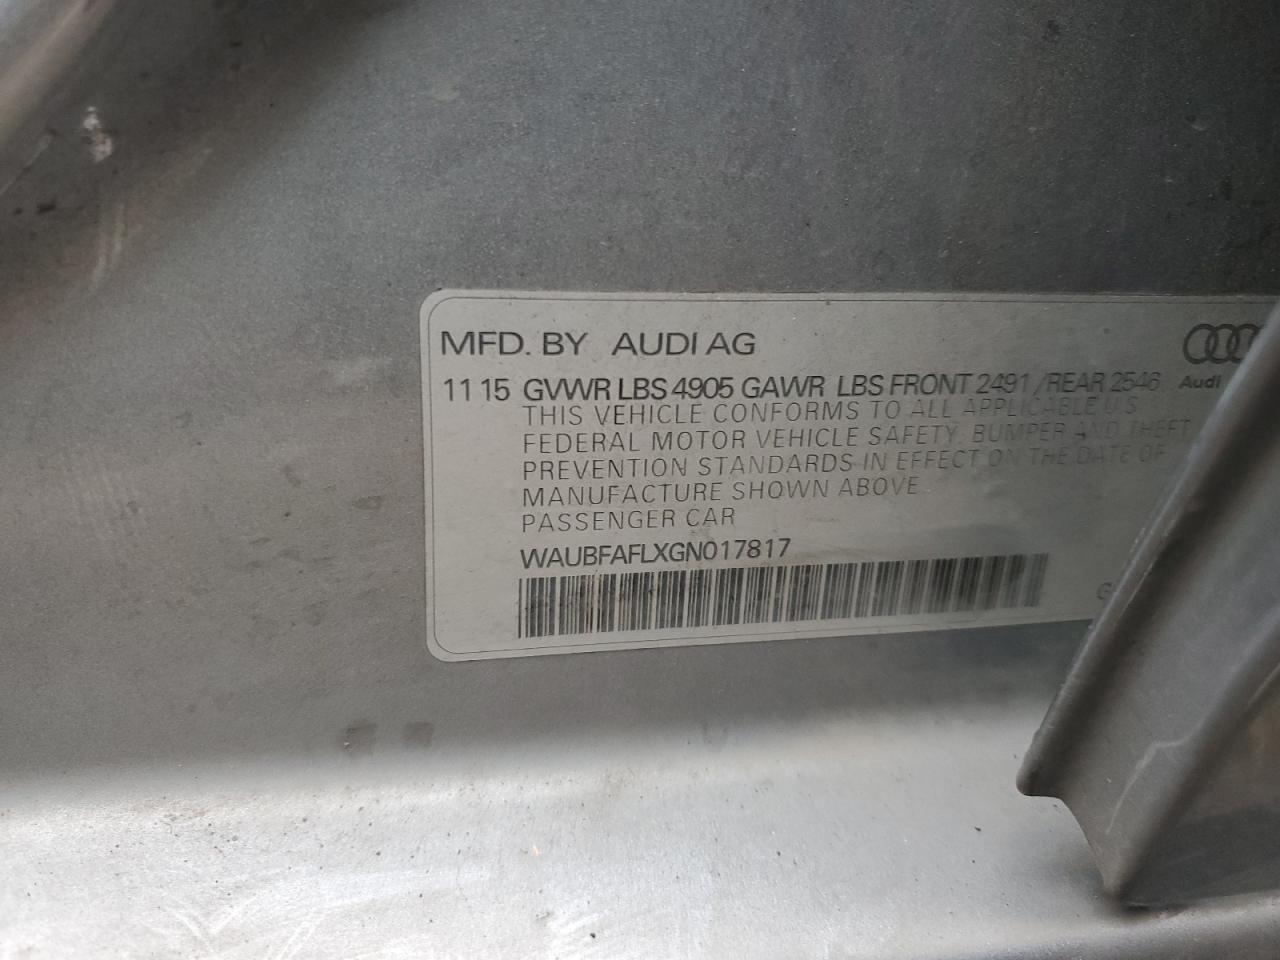 MFD. BY AUDI AG
11 15 GVWR LBS 4905 GAWR LBS FRONT 2491 /REAR 2546
Audi
THIS VEHICLE CONFORMS TO ALL APPLICABLE U S
FEDERAL MOTOR VEHICLE SAFETY, BUMPER AND THEFT
PREVENTION STANDARDS IN EFFECT ON THE DATE OF
MANUFACTURE SHOWN ABOVE
PASSENGER CAR
WAUBFAFLXGN017817